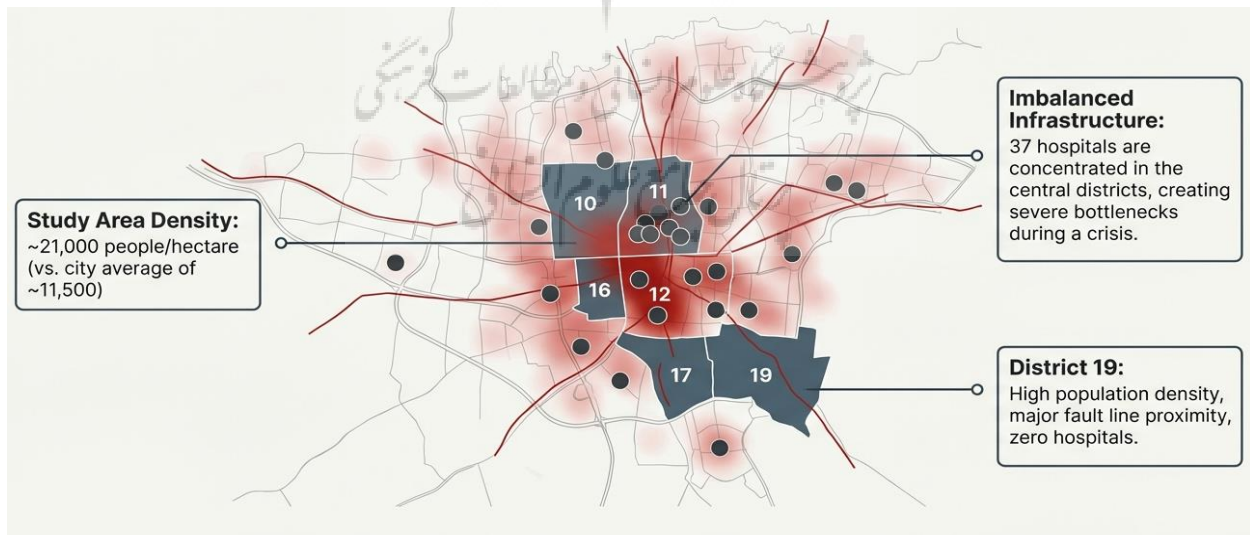 Imbalanced
Infrastructure:
37 hospitals are
concentrated in the
central districts, creating
severe bottlenecks
during a crisis.
Study Area Density:
~21,000 people/hectare
(vs. city average of
~11,500)
10
11
16
12
17
19
District 19:
High population density,
major fault line proximity,
zero hospitals.